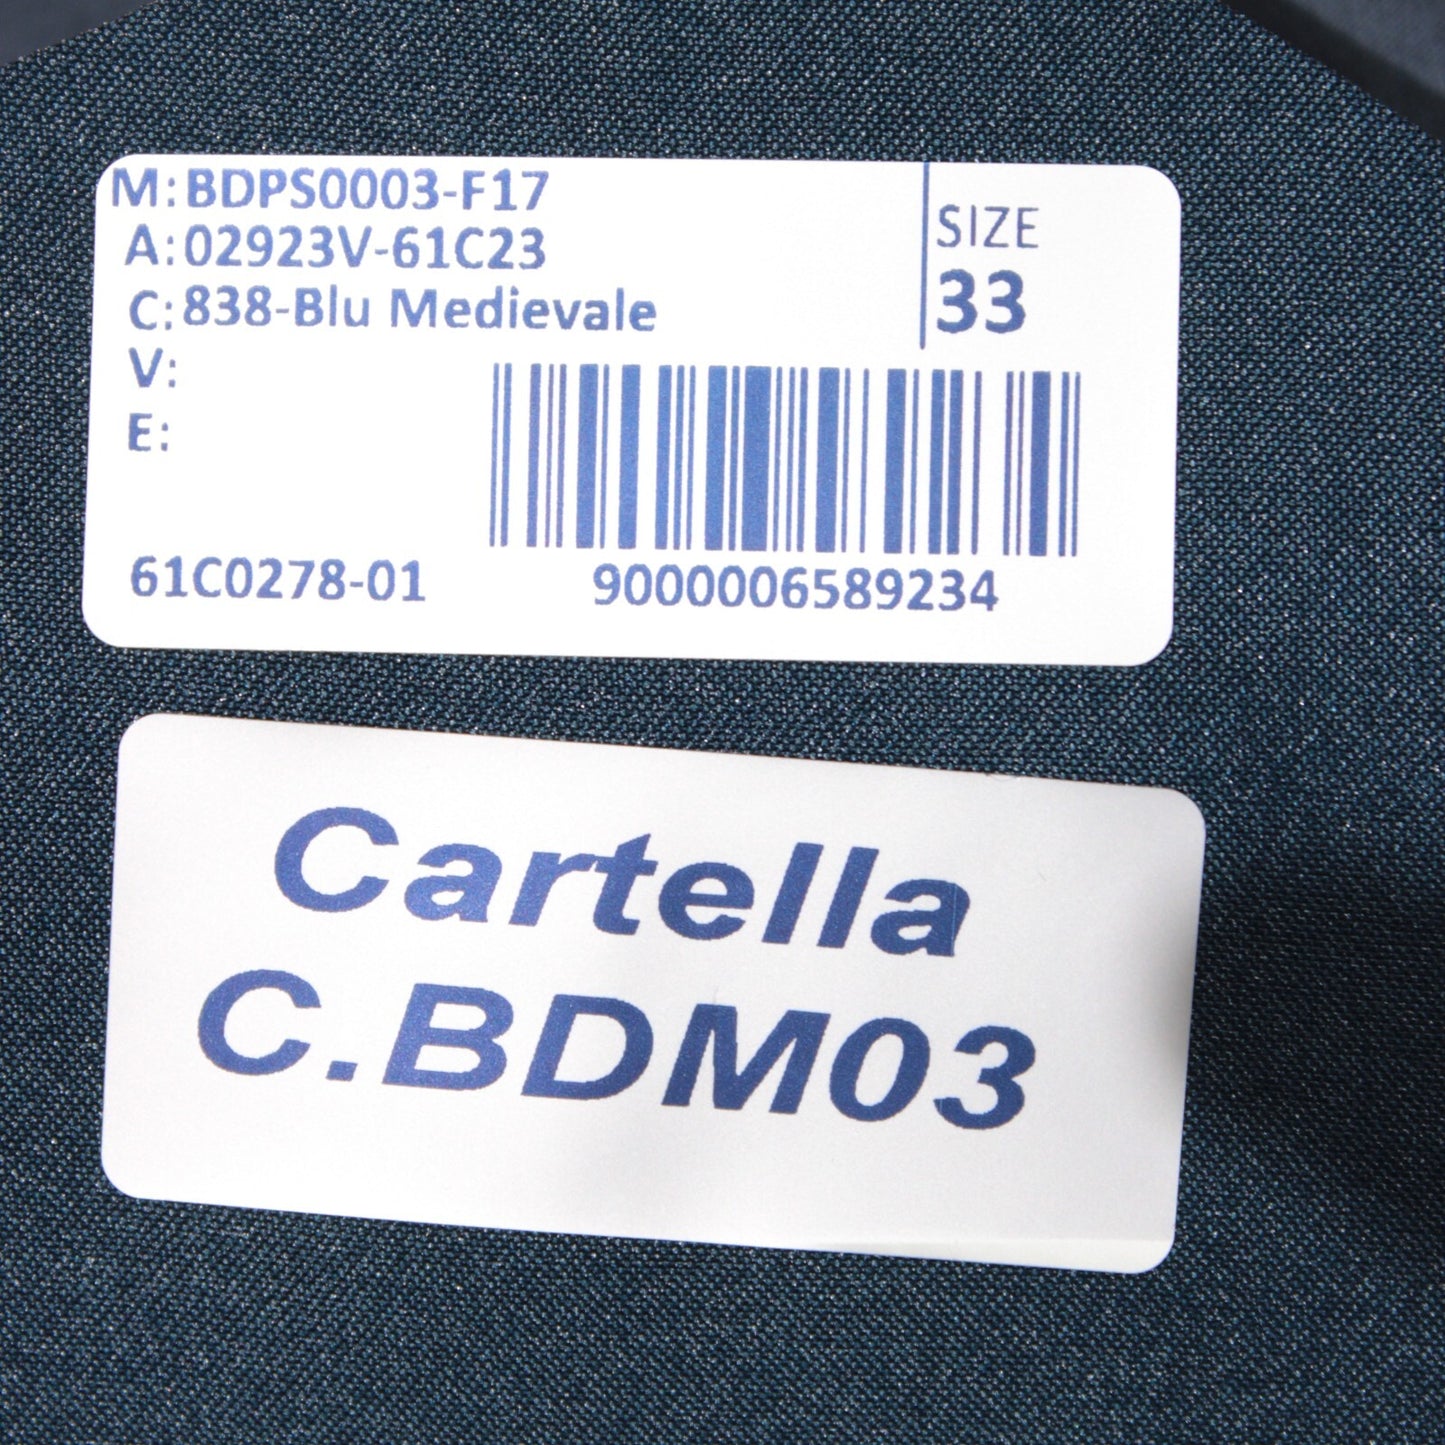 M: BDPS0003-F17
A: 02923V-61C23
C: 838-Blu Medievale
V:
E:
SIZE
33
61C0278-01
9000006589234
Cartella
C.BDM03